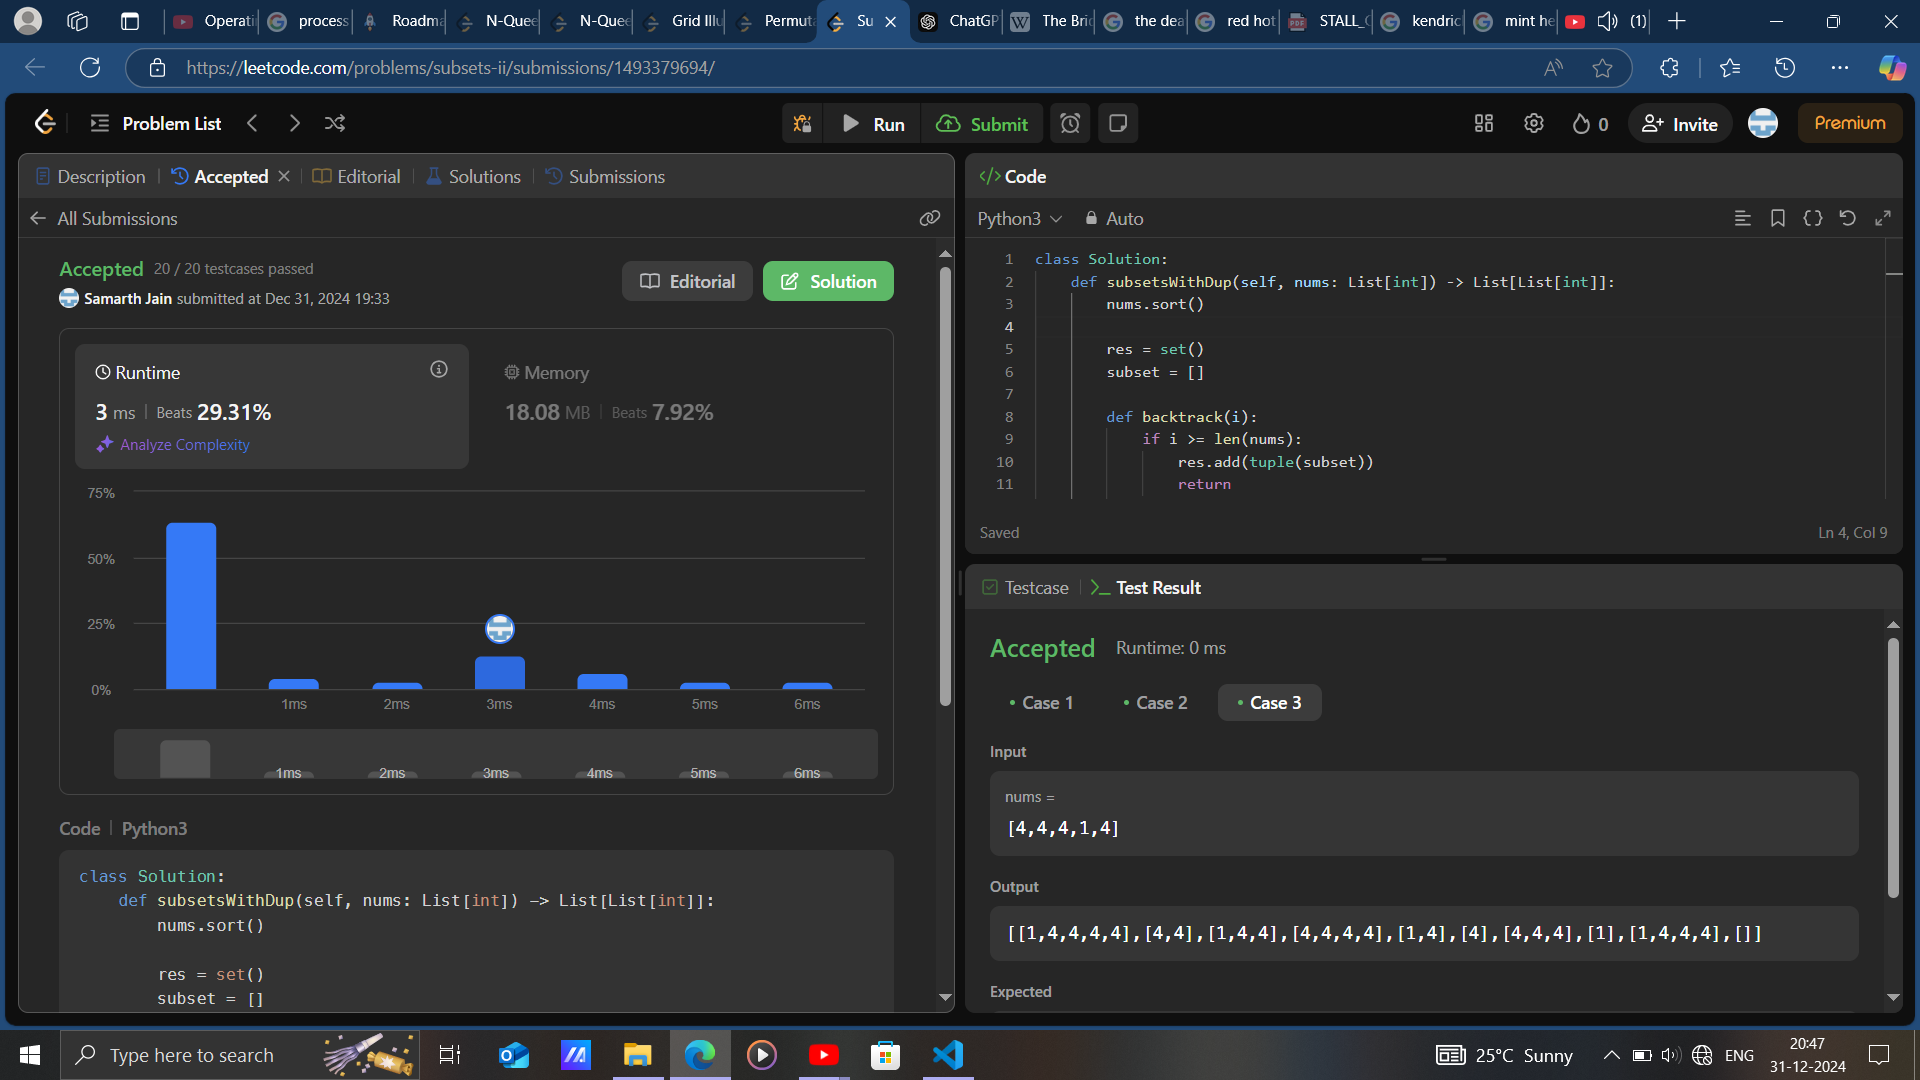 Operati
process
Roadma
N-Quee
N-Quee
Grid Illu
Permuta
Su
ChatGP
The Bri
the dea
red hot
STALL_
kendric
mint he
(1)
https://leetcode.com/problems/subsets-ii/submissions/1493379694/
Problem List
Run
Submit
0
Invite
Premium
Description
Accepted
Editorial
Solutions
Submissions
All Submissions
Accepted 20 / 20 testcases passed
Samarth Jain submitted at Dec 31, 2024 19:33
Editorial
Solution
Runtime
3 ms | Beats 29.31%
Analyze Complexity
Memory
18.08 MB | Beats 7.92%
75%
50%
25%
0%
1ms 2ms 3ms 4ms 5ms 6ms
1ms 2ms 3ms 4ms 5ms 6ms
Code | Python3
class Solution:
    def subsetsWithDup(self, nums: List[int]) -> List[List[int]]:
        nums.sort()
        res = set()
        subset = []
</> Code
Python3
Auto
1 class Solution:
2     def subsetsWithDup(self, nums: List[int]) -> List[List[int]]:
3         nums.sort()
4
5         res = set()
6         subset = []
7
8         def backtrack(i):
9             if i >= len(nums):
10                 res.add(tuple(subset))
11                 return
Saved
Ln 4, Col 9
Testcase
Test Result
Accepted Runtime: 0 ms
• Case 1 • Case 2 • Case 3
Input
nums =
[4,4,4,1,4]
Output
[[1,4,4,4,4],[4,4],[1,4,4],[4,4,4,4],[1,4],[4],[4,4,4],[1],[1,4,4,4],[]]
Expected
Type here to search
25°C Sunny
ENG
20:47
31-12-2024